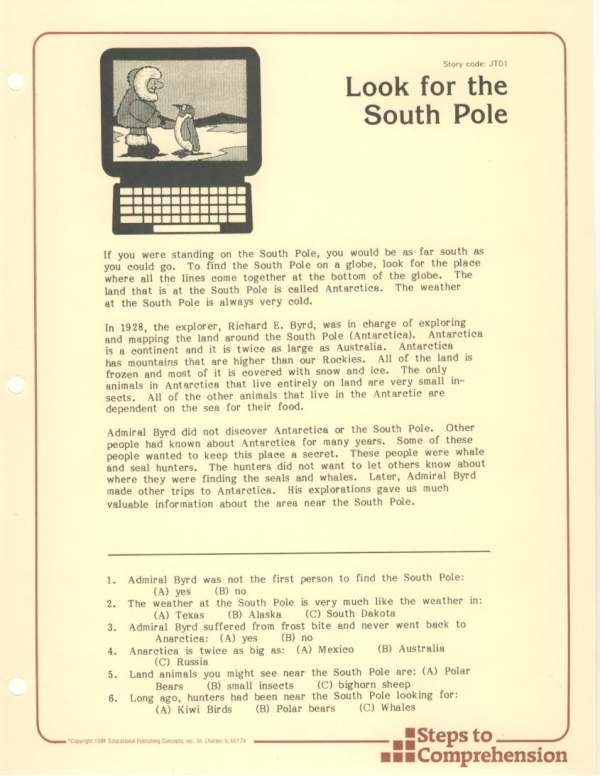 Story code: JT01
Look for the
South Pole
If you were standing on the South Pole, you would be as far south as
you could go. To find the South Pole on a globe, look for the place
where all the lines come together at the bottom of the globe. The
land that is at the South Pole is called Antarctica. The weather
at the South Pole is always very cold.
In 1928, the explorer, Richard E. Byrd, was in charge of exploring
and mapping the land around the South Pole (Antarctica). Antarctica
is a continent and it is twice as large as Australia. Antarctica
has mountains that are higher than our Rockies. All of the land is
frozen and most of it is covered with snow and ice. The only
animals in Antarctica that live entirely on land are very small in-
sects. All of the other animals that live in the Antarctic are
dependent on the sea for their food.
Admiral Byrd did not discover Antarctica or the South Pole. Other
people had known about Antarctica for many years. Some of these
people wanted to keep this place a secret. These people were whale
and seal hunters. The hunters did not want to let others know about
where they were finding the seals and whales. Later, Admiral Byrd
made other trips to Antarctica. His explorations gave us much
valuable information about the area near the South Pole.
1. Admiral Byrd was not the first person to find the South Pole:
(A) yes (B) no
2. The weather at the South Pole is very much like the weather in:
(A) Texas (B) Alaska (C) South Dakota
3. Admiral Byrd suffered from frost bite and never went back to
Anarctica: (A) yes (B) no
4. Anarctica is twice as big as: (A) Mexico (B) Australia
(C) Russia
5. Land animals you might see near the South Pole are: (A) Polar
Bears (B) small insects (C) bighorn sheep
6. Long ago, hunters had been near the South Pole looking for:
(A) Kiwi Birds (B) Polar bears (C) Whales
Copyright Educational Publishing Concepts, Inc. St. Charles, IL 60174
Steps to
Comprehension